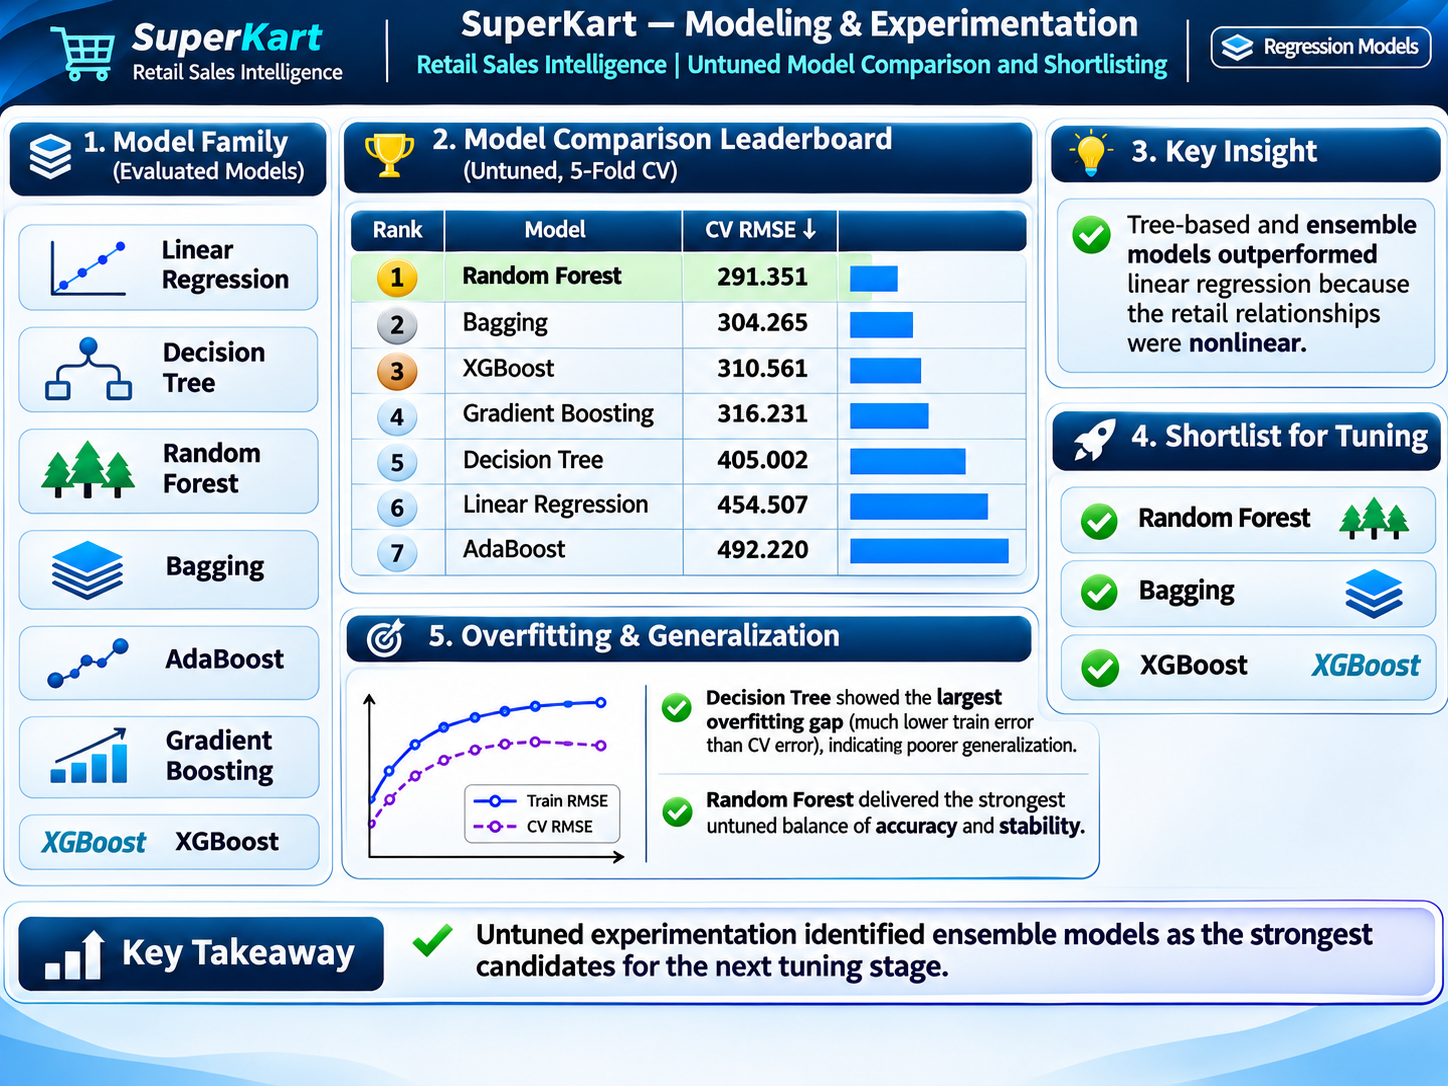 SuperKart
Retail Sales Intelligence
SuperKart — Modeling & Experimentation
Retail Sales Intelligence | Untuned Model Comparison and Shortlisting
Regression Models
1. Model Family
(Evaluated Models)
Linear
Regression
Decision
Tree
Random
Forest
Bagging
AdaBoost
Gradient
Boosting
XGBoost XGBoost
2. Model Comparison Leaderboard
(Untuned, 5-Fold CV)
Rank Model CV RMSE ↓
1 Random Forest 291.351
2 Bagging 304.265
3 XGBoost 310.561
4 Gradient Boosting 316.231
5 Decision Tree 405.002
6 Linear Regression 454.507
7 AdaBoost 492.220
3. Key Insight
Tree-based and ensemble
models outperformed
linear regression because
the retail relationships
were nonlinear.
4. Shortlist for Tuning
Random Forest
Bagging
XGBoost XGBoost
5. Overfitting & Generalization
Train RMSE
CV RMSE
Decision Tree showed the largest
overfitting gap (much lower train error
than CV error), indicating poorer generalization.
Random Forest delivered the strongest
untuned balance of accuracy and stability.
Key Takeaway
Untuned experimentation identified ensemble models as the strongest
candidates for the next tuning stage.